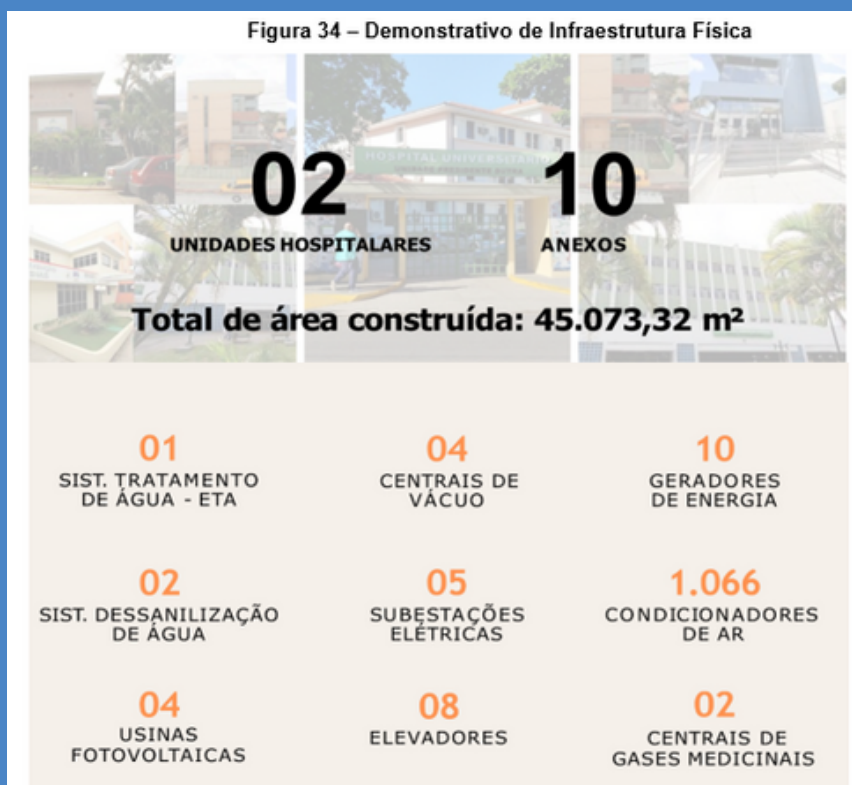 Figura 34 – Demonstrativo de Infraestrutura Física
HOSPITAL UNIVERSITÁRIO
02
UNIDADES HOSPITALARES
10
ANEXOS
Total de área construída: 45.073,32 m²
01
SIST. TRATAMENTO
DE ÁGUA - ETA
04
CENTRAIS DE
VÁCUO
10
GERADORES
DE ENERGIA
02
SIST. DESSANILIZAÇÃO
DE ÁGUA
05
SUBESTAÇÕES
ELÉTRICAS
1.066
CONDICIONADORES
DE AR
04
USINAS
FOTOVOLTAICAS
08
ELEVADORES
02
CENTRAIS DE
GASES MEDICINAIS